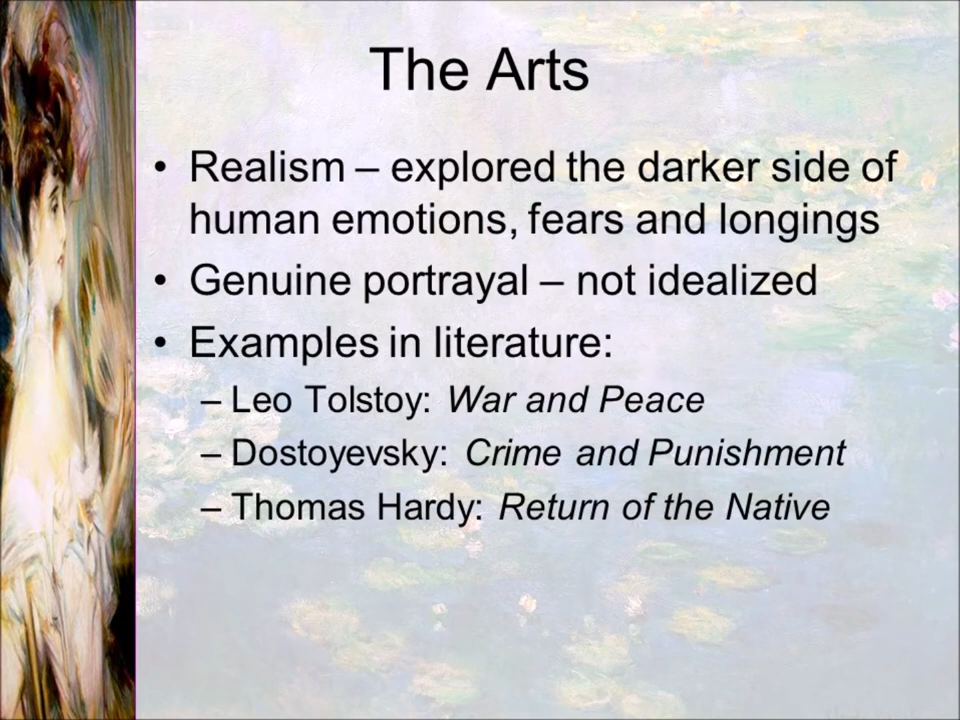 The Arts
• Realism – explored the darker side of
human emotions, fears and longings
• Genuine portrayal – not idealized
• Examples in literature:
– Leo Tolstoy: War and Peace
– Dostoyevsky: Crime and Punishment
– Thomas Hardy: Return of the Native